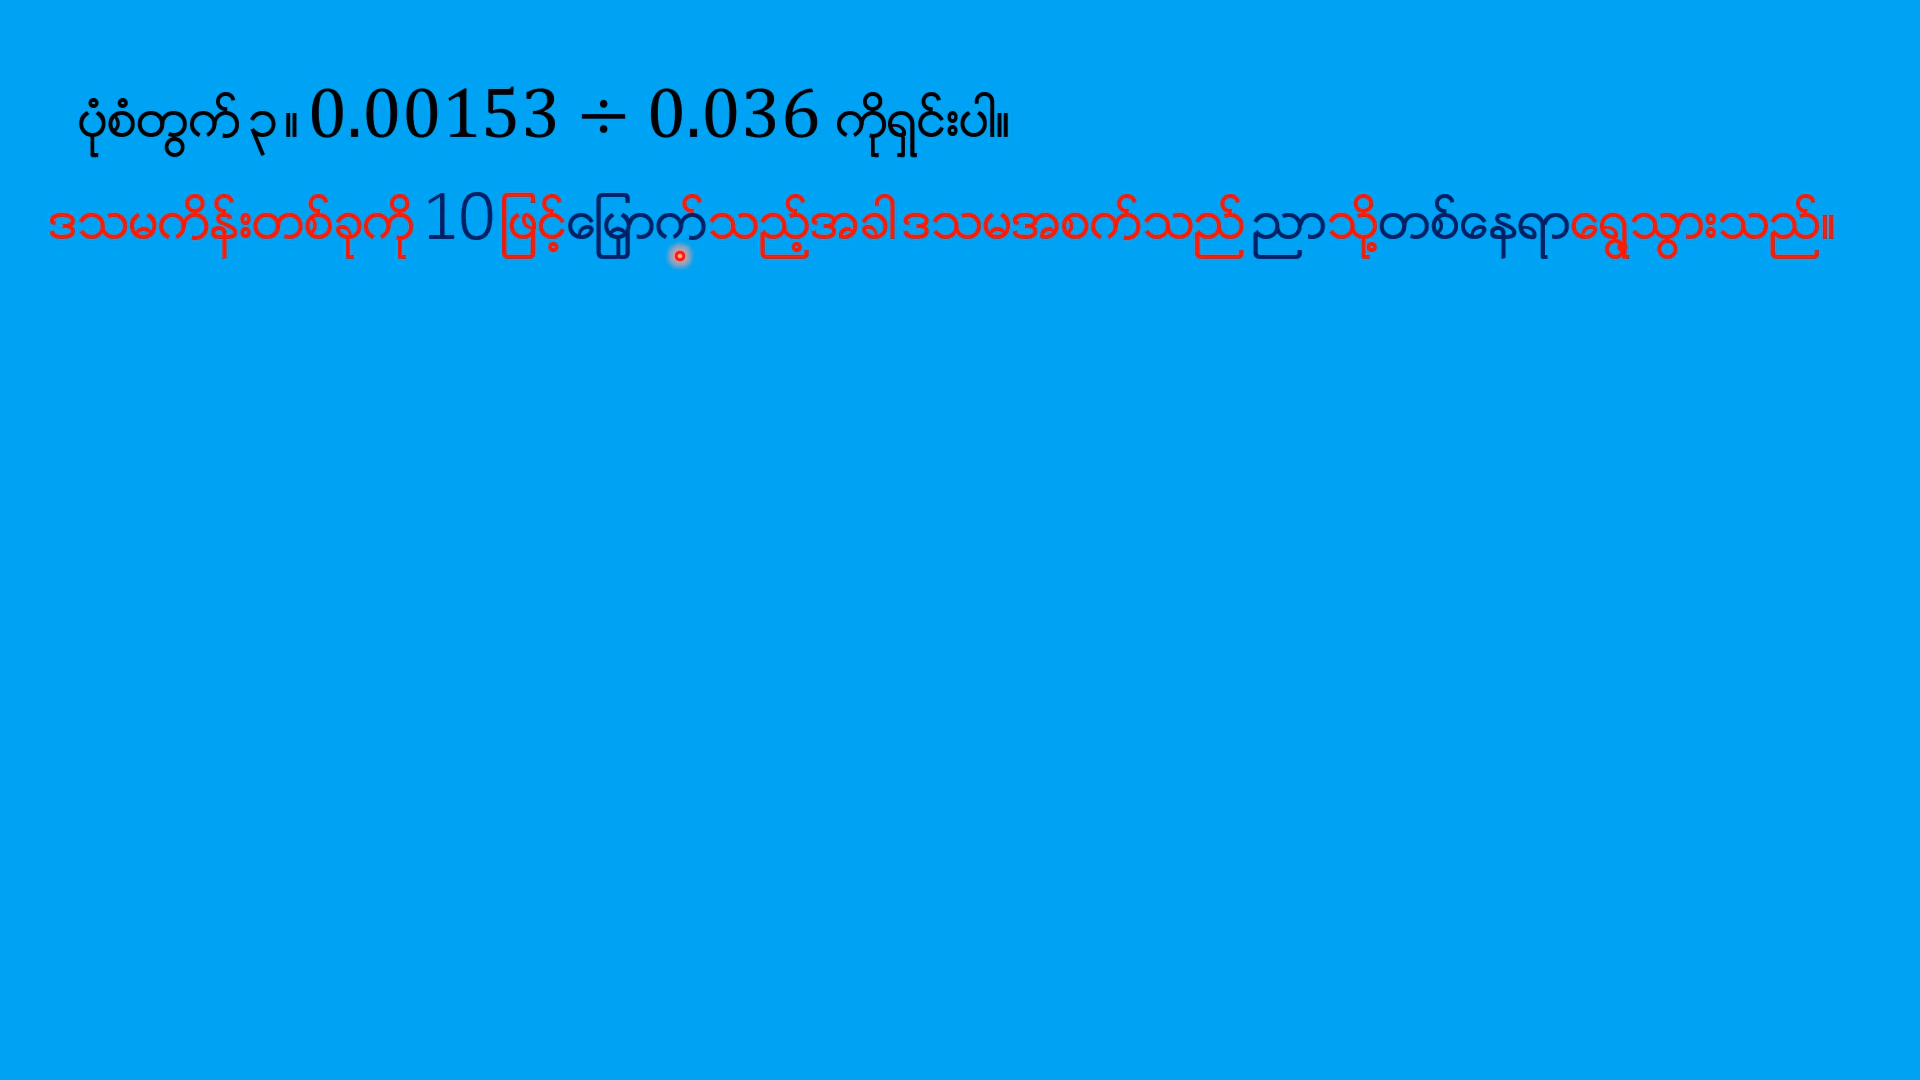 ပုံစံတွက် ၃ ။ 0.00153 ÷ 0.036 ကိုရှင်းပါ။
ဒသမကိန်းတစ်ခုကို 10 ဖြင့်မြှောက်သည့်အခါ ဒသမအစက်သည် ညာသို့တစ်နေရာရွေ့သွားသည်။